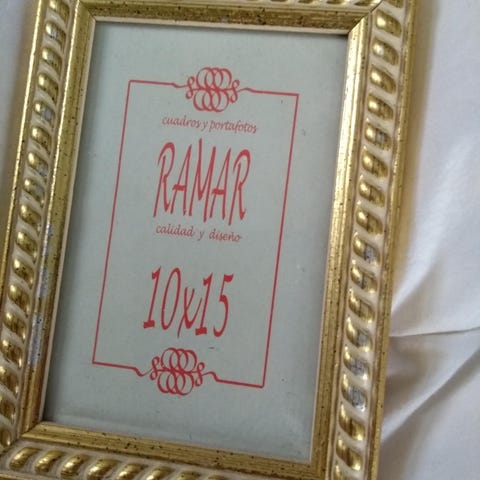 cuadros y portafotos
RAMAR
calidad y diseño
10x15